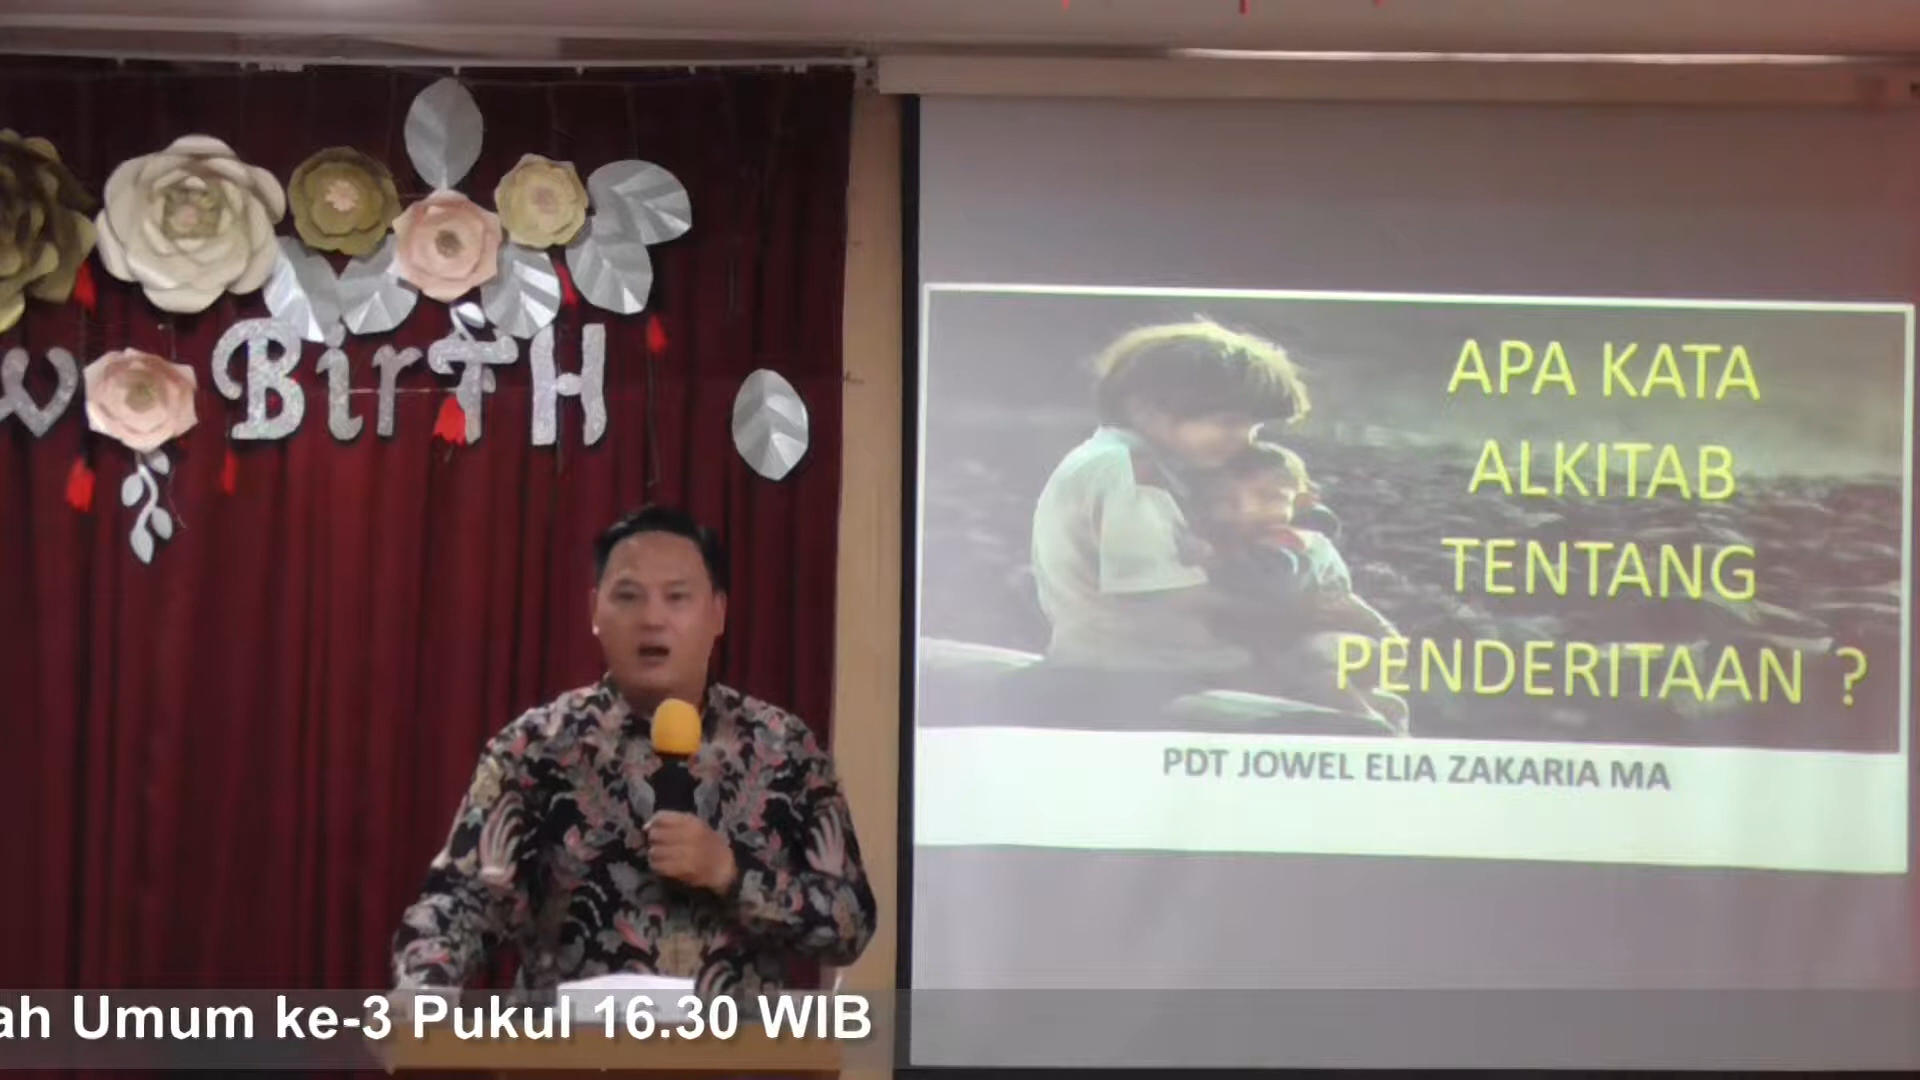 BirTH
APA KATA
ALKITAB
TENTANG
PENDERITAAN ?
PDT JOWEL ELIA ZAKARIA MA
ah Umum ke-3 Pukul 16.30 WIB